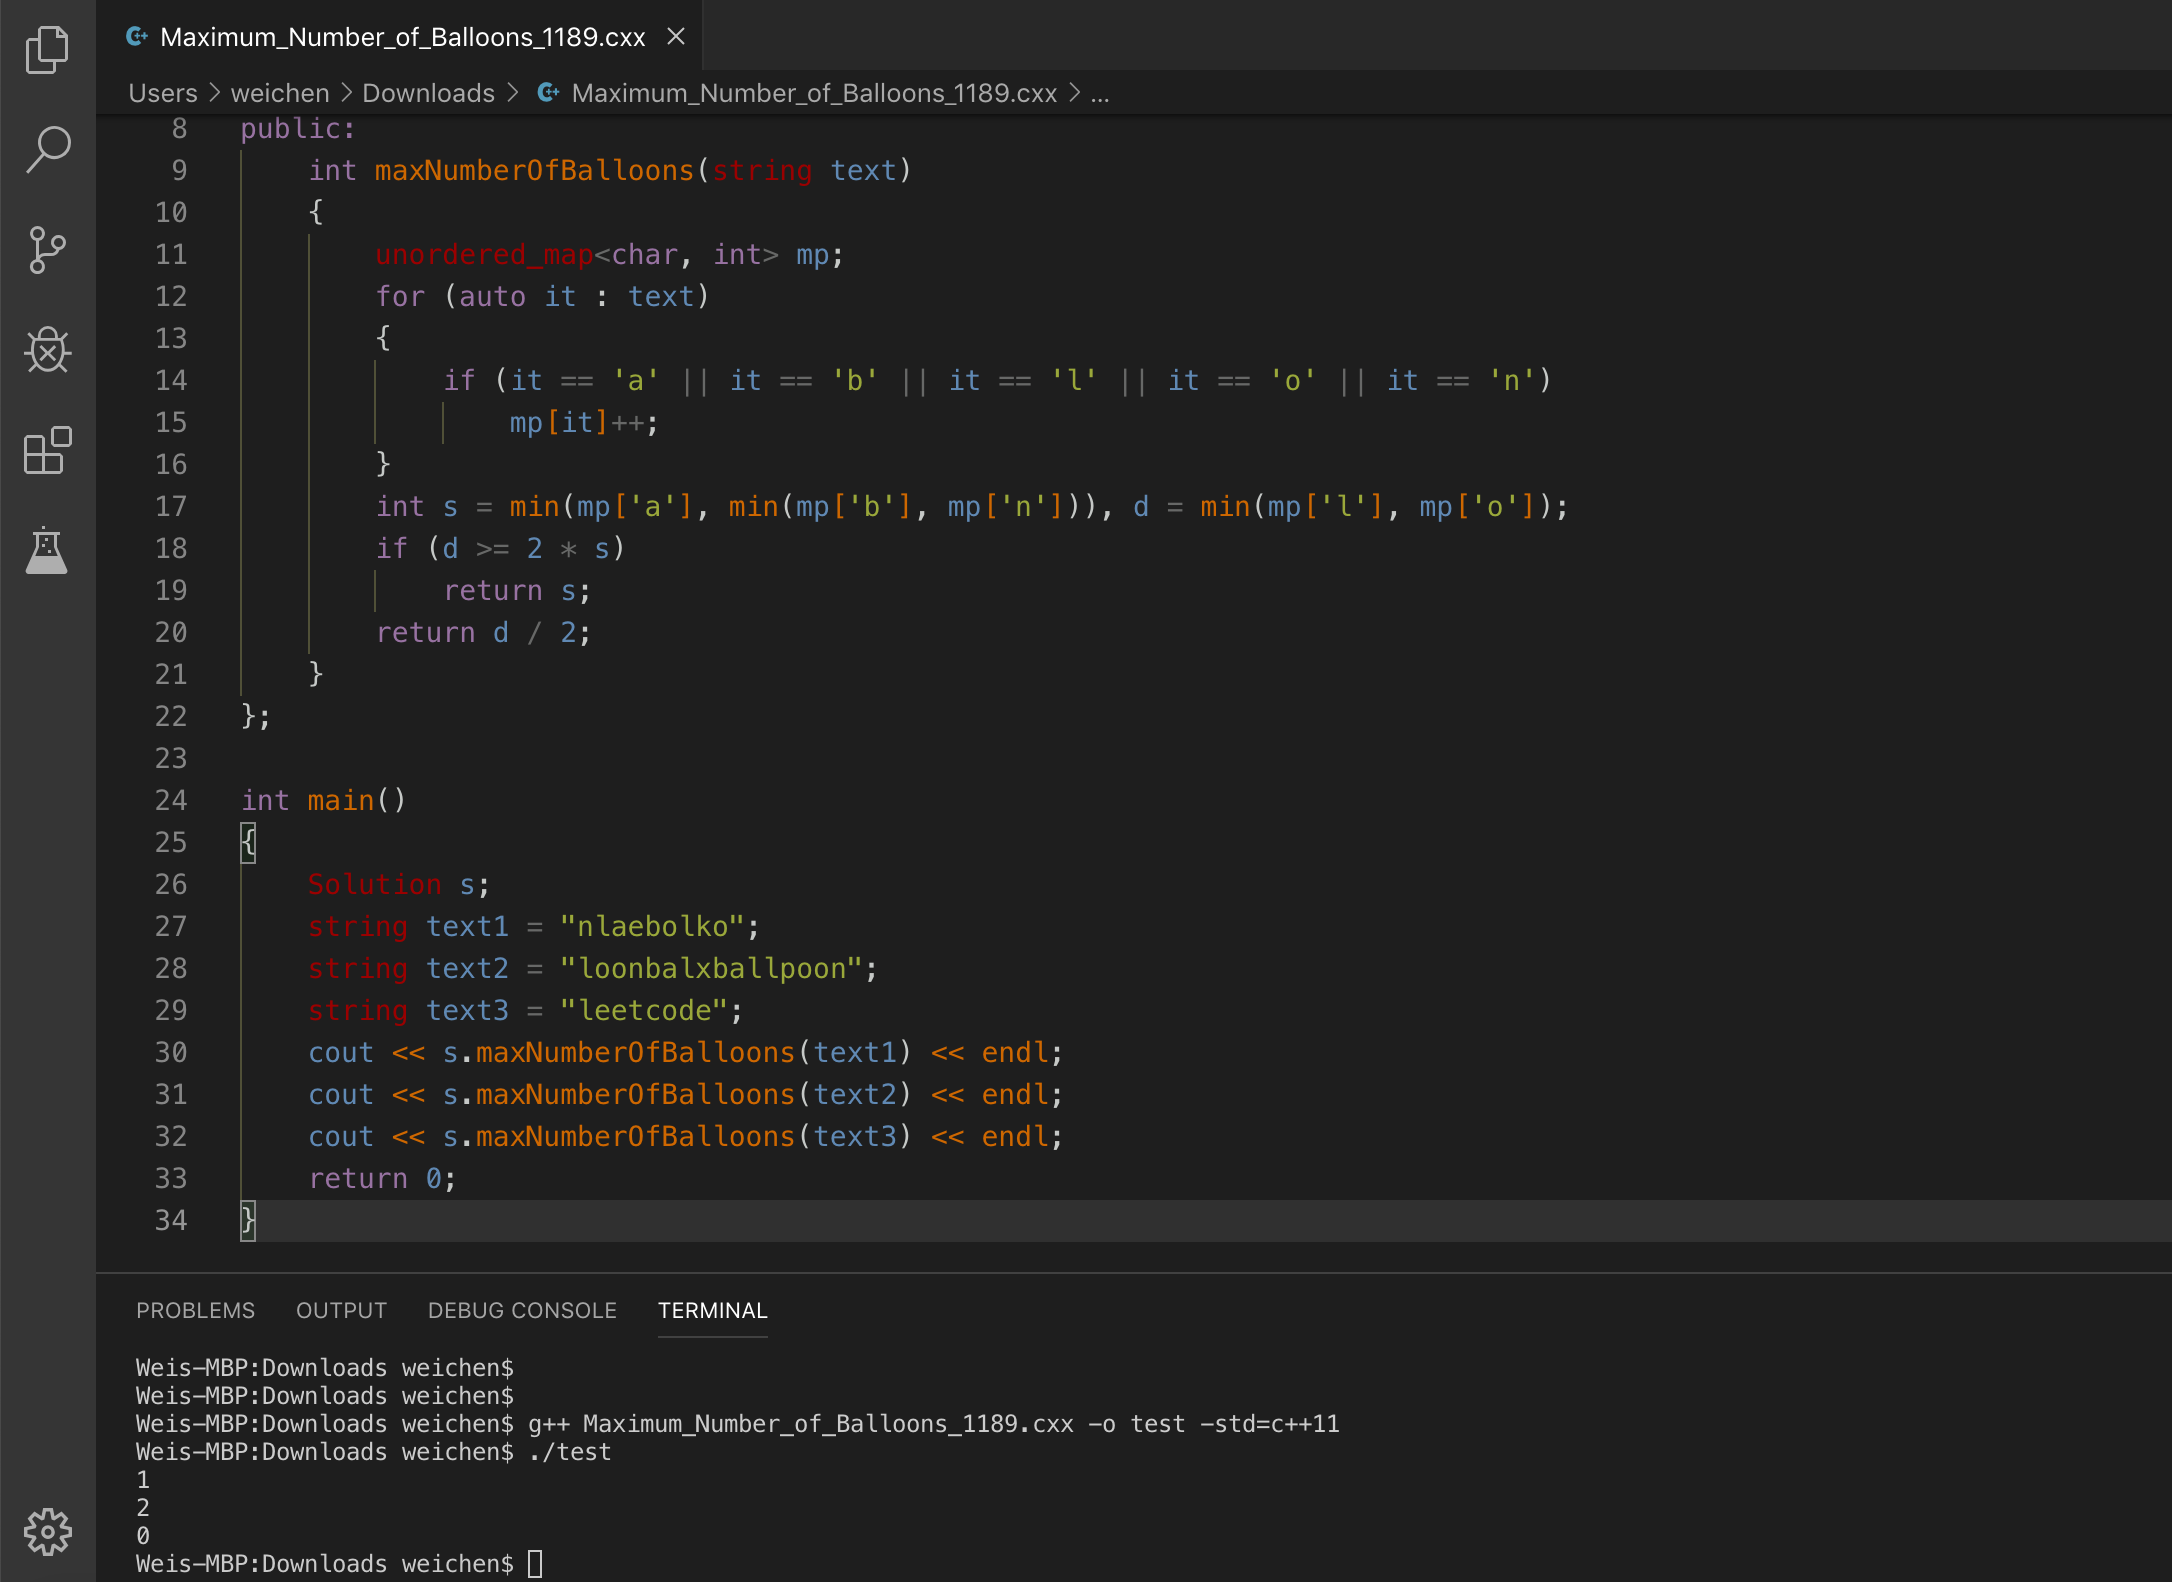 Maximum_Number_of_Balloons_1189.cxx
Users > weichen > Downloads > Maximum_Number_of_Balloons_1189.cxx > ...
8 public:
9     int maxNumberOfBalloons(string text)
10     {
11         unordered_map<char, int> mp;
12         for (auto it : text)
13         {
14             if (it == 'a' || it == 'b' || it == 'l' || it == 'o' || it == 'n')
15                 mp[it]++;
16         }
17         int s = min(mp['a'], min(mp['b'], mp['n'])), d = min(mp['l'], mp['o']);
18         if (d >= 2 * s)
19             return s;
20         return d / 2;
21     }
22 };
23
24 int main()
25 {
26     Solution s;
27     string text1 = "nlaebolko";
28     string text2 = "loonbalxballpoon";
29     string text3 = "leetcode";
30     cout << s.maxNumberOfBalloons(text1) << endl;
31     cout << s.maxNumberOfBalloons(text2) << endl;
32     cout << s.maxNumberOfBalloons(text3) << endl;
33     return 0;
34 }
PROBLEMS OUTPUT DEBUG CONSOLE TERMINAL
Weis-MBP:Downloads weichen$
Weis-MBP:Downloads weichen$
Weis-MBP:Downloads weichen$ g++ Maximum_Number_of_Balloons_1189.cxx -o test -std=c++11
Weis-MBP:Downloads weichen$ ./test
1
2
0
Weis-MBP:Downloads weichen$